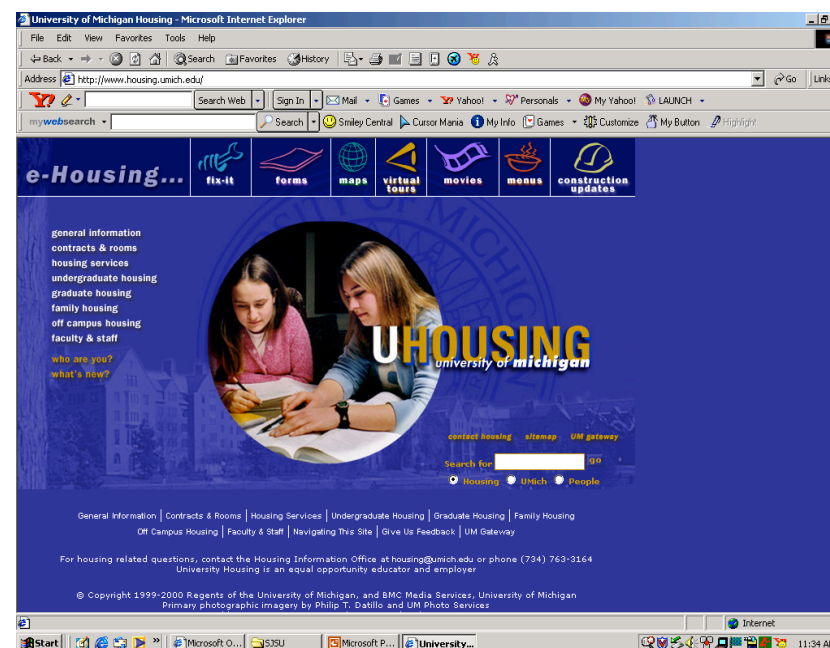 University of Michigan Housing - Microsoft Internet Explorer
File Edit View Favorites Tools Help
Back Search Favorites History
Address http://www.housing.umich.edu/ Go Links
Y! Search Web Sign In Mail Games Yahoo! Personals My Yahoo! LAUNCH
mywebsearch Search Smiley Central Cursor Mania My Info Games Customize My Button Highlight
e-Housing... fix-it forms maps virtual tours movies menus construction updates
general information
contracts & rooms
housing services
undergraduate housing
graduate housing
family housing
off campus housing
faculty & staff
who are you?
what's new?
UHOUSING
university of michigan
contact housing sitemap UM gateway
Search for go
Housing UMich People
General Information | Contracts & Rooms | Housing Services | Undergraduate Housing | Graduate Housing | Family Housing
Off Campus Housing | Faculty & Staff | Navigating This Site | Give Us Feedback | UM Gateway
For housing related questions, contact the Housing Information Office at housing@umich.edu or phone (734) 763-3164
University Housing is an equal opportunity educator and employer
© Copyright 1999-2000 Regents of the University of Michigan, and BMC Media Services, University of Michigan
Primary photographic imagery by Philip T. Datillo and UM Photo Services
Internet
Start » Microsoft O... SJSU Microsoft P... University... 11:34 AM